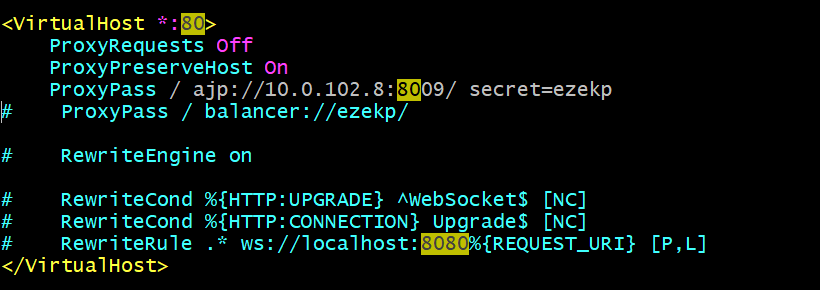 <VirtualHost *:80>
    ProxyRequests Off
    ProxyPreserveHost On
    ProxyPass / ajp://10.0.102.8:8009/ secret=ezekp
#    ProxyPass / balancer://ezekp/
#    RewriteEngine on
#    RewriteCond %{HTTP:UPGRADE} ^WebSocket$ [NC]
#    RewriteCond %{HTTP:CONNECTION} Upgrade$ [NC]
#    RewriteRule .* ws://localhost:8080%{REQUEST_URI} [P,L]
</VirtualHost>